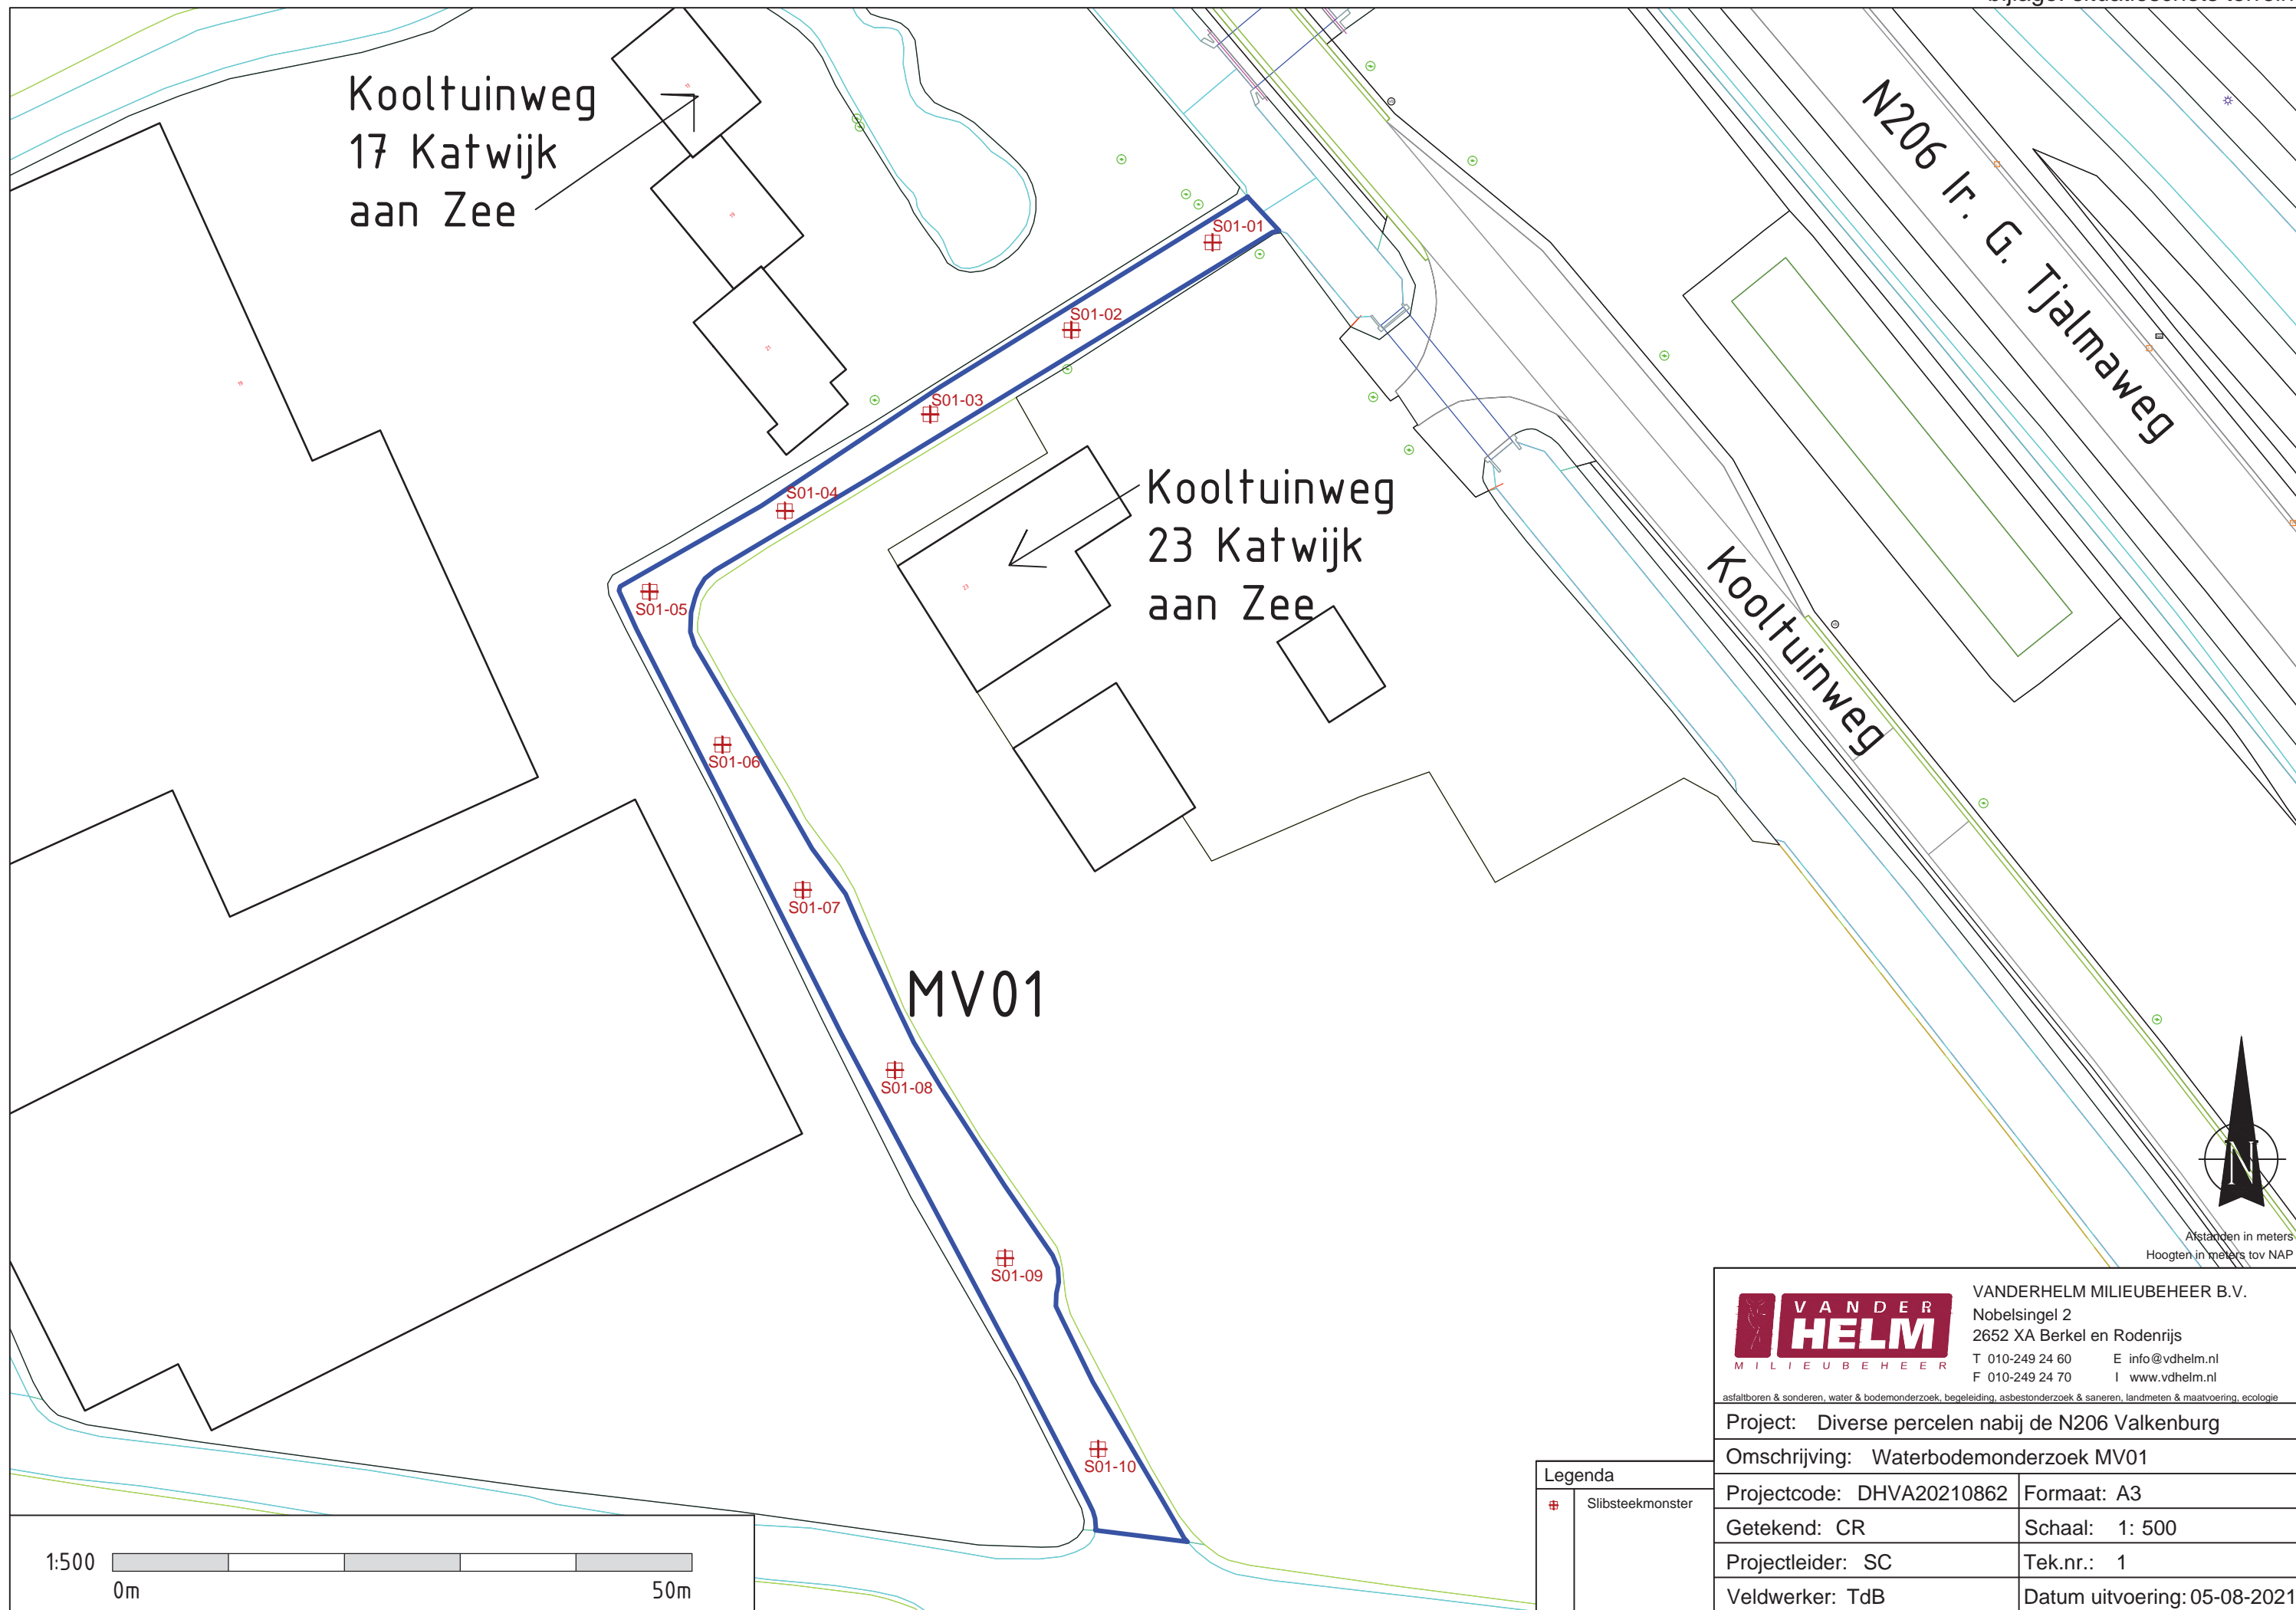 Kooltuinweg
17 Katwijk
aan Zee
N206 Ir. G. Tjalmaweg
S01-01
S01-02
S01-03
S01-04
Kooltuinweg
23 Katwijk
aan Zee
Kooltuinweg
S01-05
S01-06
S01-07
MV01
S01-08
S01-09
S01-10
21
23
N
Afstanden in meters
Hoogten in meters tov NAP
VANDER
HELM
MILIEUBEHEER
VANDERHELM MILIEUBEHEER B.V.
Nobelsingel 2
2652 XA Berkel en Rodenrijs
T 010-249 24 60 E info@vdhelm.nl
F 010-249 24 70 I www.vdhelm.nl
asfaltboren & sonderen, water & bodemonderzoek, begeleiding, asbestonderzoek & saneren, landmeten & maatvoering, ecologie
Project: Diverse percelen nabij de N206 Valkenburg
Omschrijving: Waterbodemonderzoek MV01
Projectcode: DHVA20210862 Formaat: A3
Getekend: CR Schaal: 1: 500
Projectleider: SC Tek.nr.: 1
Veldwerker: TdB Datum uitvoering: 05-08-2021
Legenda
Slibsteekmonster
1:500
0m 50m